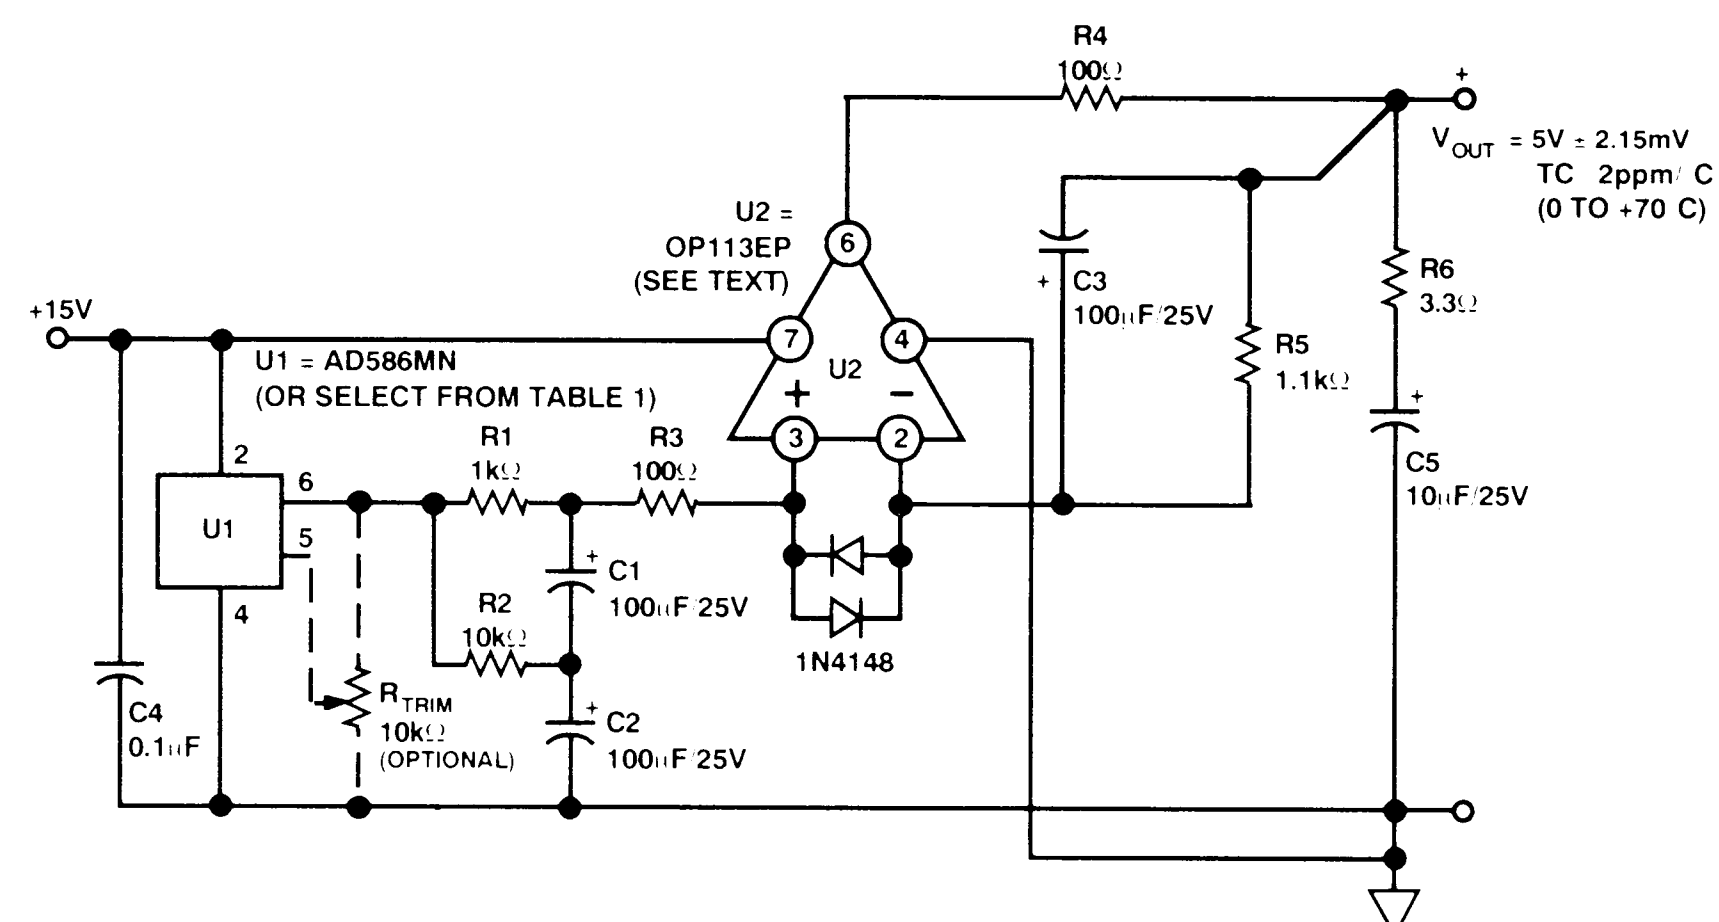 R4
100Ω
+
V OUT = 5V ± 2.15mV
TC 2ppm/ C
(0 TO +70 C)
U2 =
OP113EP
(SEE TEXT)
6
7
4
U2
+
−
3
2
+
C3
100μF/25V
R5
1.1kΩ
R6
3.3Ω
+
C5
10μF/25V
+15V
U1 = AD586MN
(OR SELECT FROM TABLE 1)
2
6
5
4
U1
R1
1kΩ
R3
100Ω
R2
10kΩ
+
C1
100μF/25V
+
C2
100μF/25V
1N4148
C4
0.1μF
R TRIM
10kΩ
(OPTIONAL)